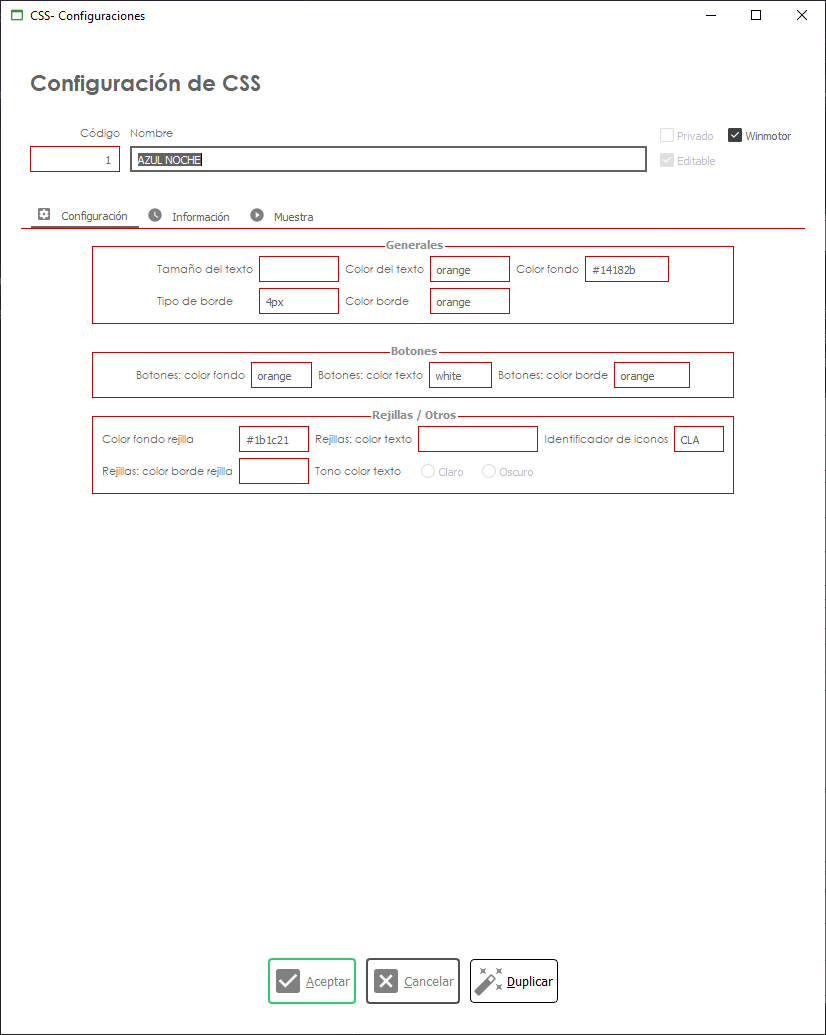 CSS- Configuraciones
Configuración de CSS
Código Nombre Privado Winmotor
1 AZUL NOCHE Editable
Configuración Información Muestra
Generales
Tamaño del texto Color del texto orange Color fondo #14182b
Tipo de borde 4px Color borde orange
Botones
Botones: color fondo orange Botones: color texto white Botones: color borde orange
Rejillas / Otros
Color fondo rejilla #1b1c21 Rejillas: color texto Identificador de iconos CLA
Rejillas: color borde rejilla Tono color texto Claro Oscuro
Aceptar Cancelar Duplicar